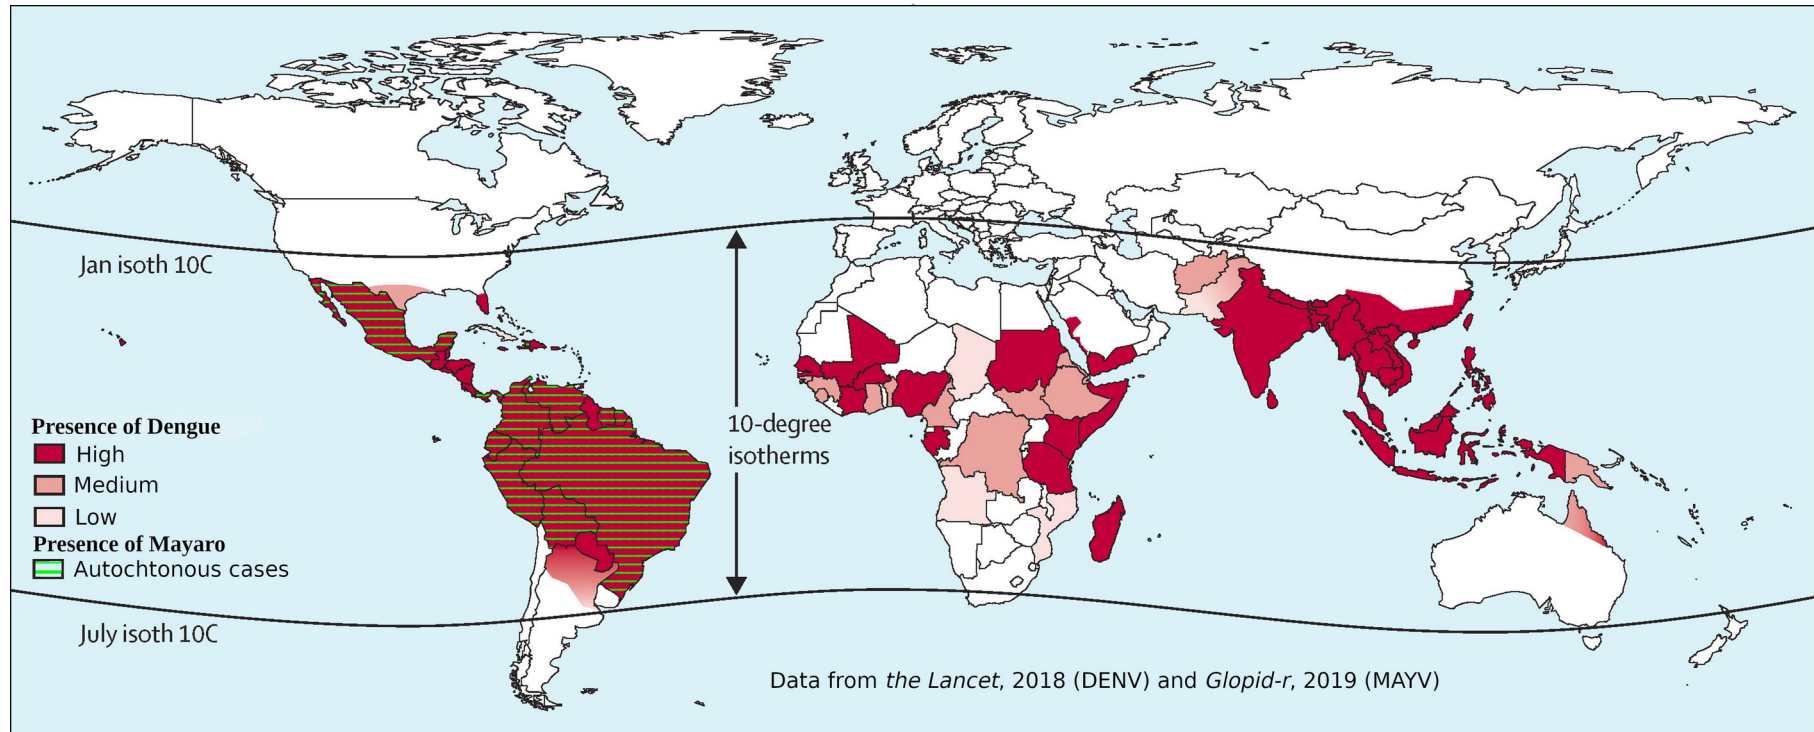 Jan isoth 10C
10-degree
isotherms
Presence of Dengue
High
Medium
Low
Presence of Mayaro
Autochtonous cases
July isoth 10C
Data from the Lancet, 2018 (DENV) and Glopid-r, 2019 (MAYV)